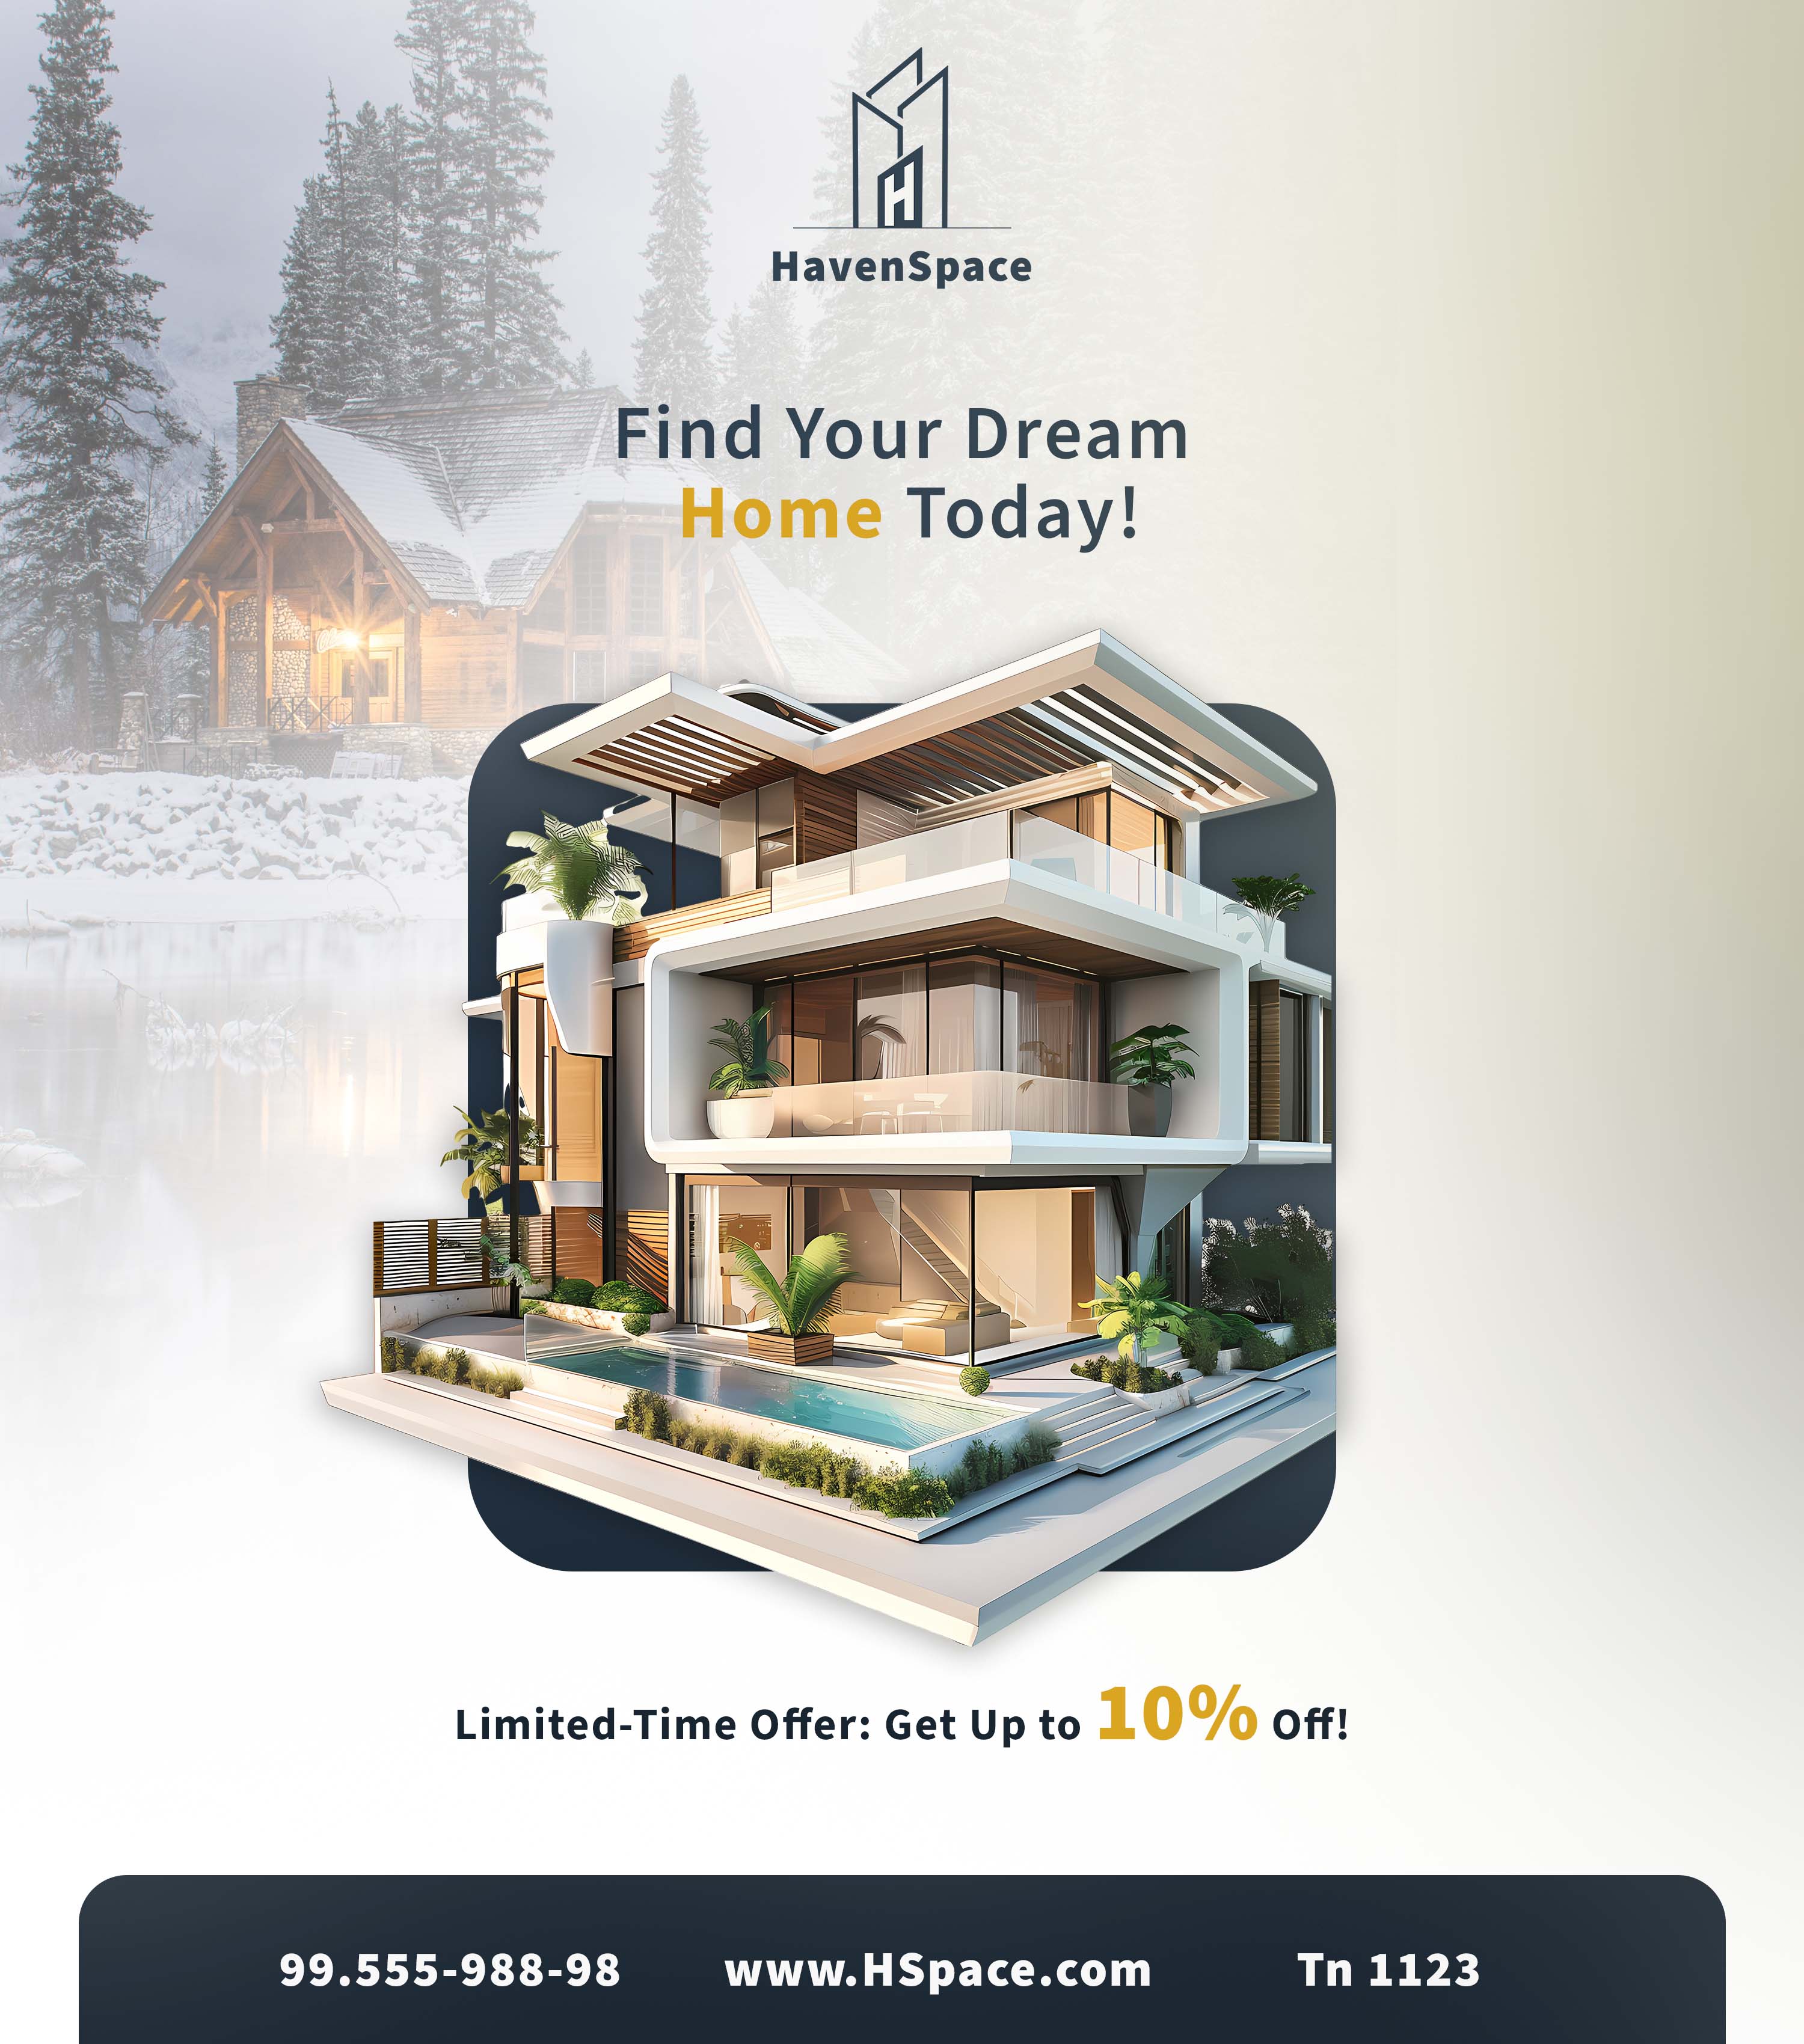 H
HavenSpace
Find Your Dream
Home Today!
Limited-Time Offer: Get Up to 10% Off!
99.555-988-98 www.HSpace.com Tn 1123